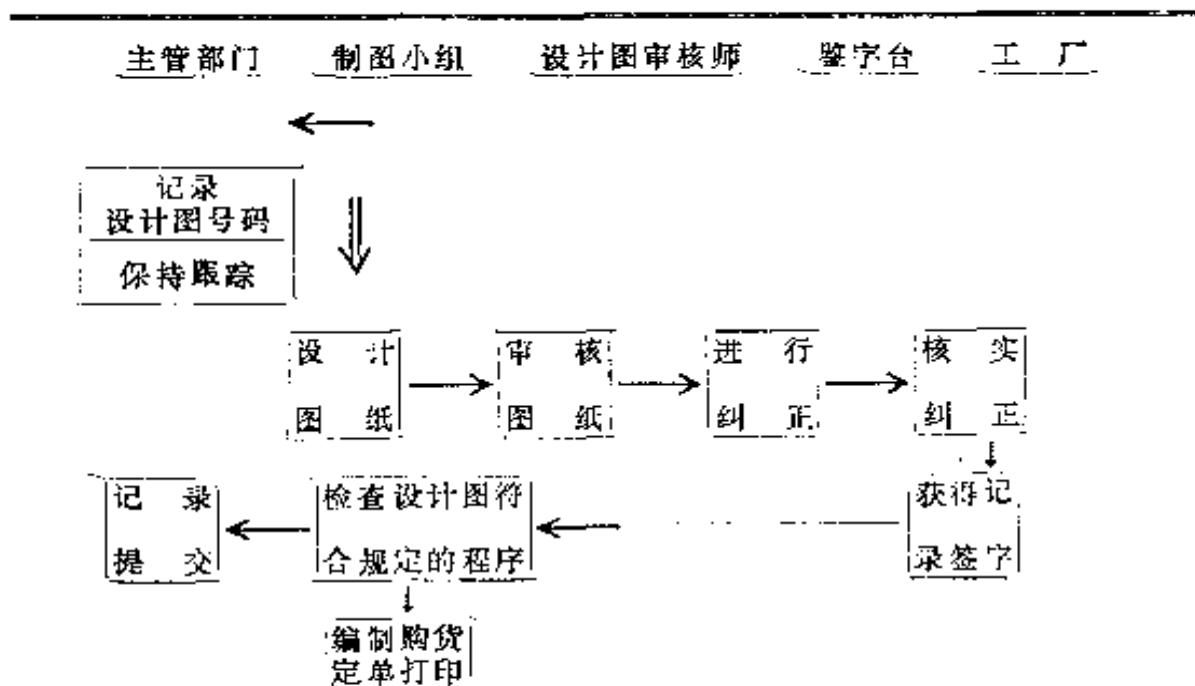 主管部门 制图小组 设计图审核师 鉴字台 工厂
记录
设计图号码
保持跟踪
设计 审核 进行 核实
图纸 图纸 纠正 纠正
记录 检查设计图符 获得记
提交 合规定的程序 录签字
编制购货
定单打印